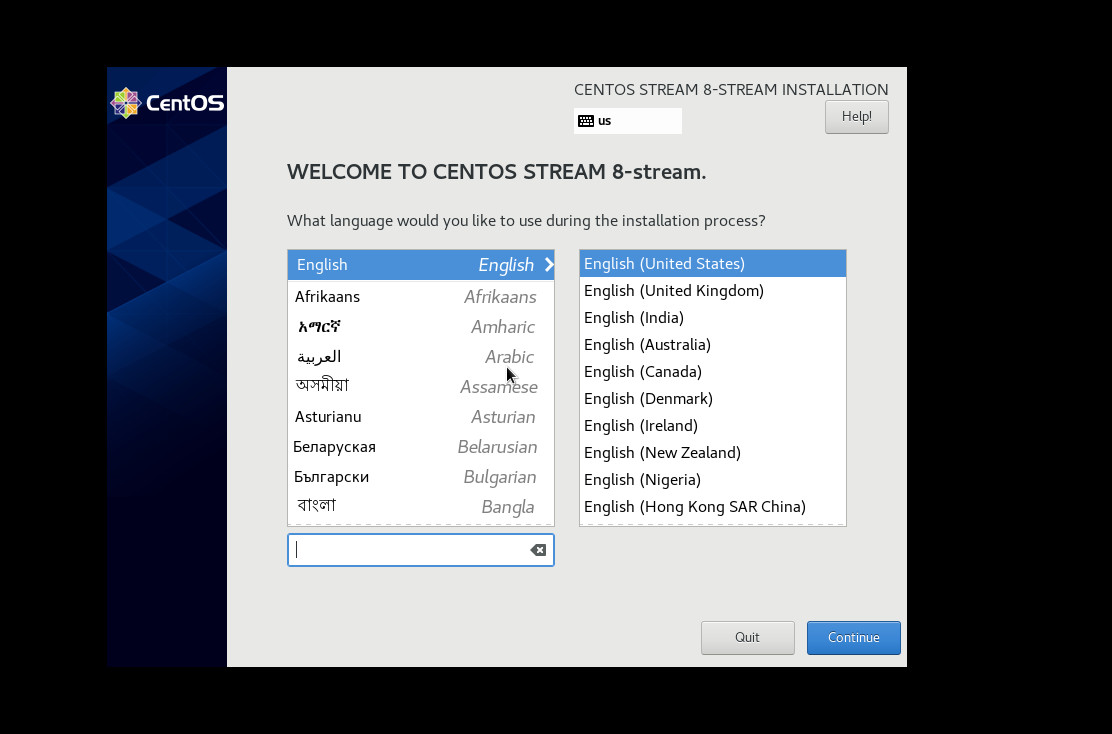 CentOS
CENTOS STREAM 8-STREAM INSTALLATION
us
Help!
WELCOME TO CENTOS STREAM 8-stream.
What language would you like to use during the installation process?
English English
Afrikaans Afrikaans
አማርኛ Amharic
العربية Arabic
অসমীয়া Assamese
Asturianu Asturian
Беларуская Belarusian
Български Bulgarian
বাংলা Bangla
English (United States)
English (United Kingdom)
English (India)
English (Australia)
English (Canada)
English (Denmark)
English (Ireland)
English (New Zealand)
English (Nigeria)
English (Hong Kong SAR China)
Quit
Continue